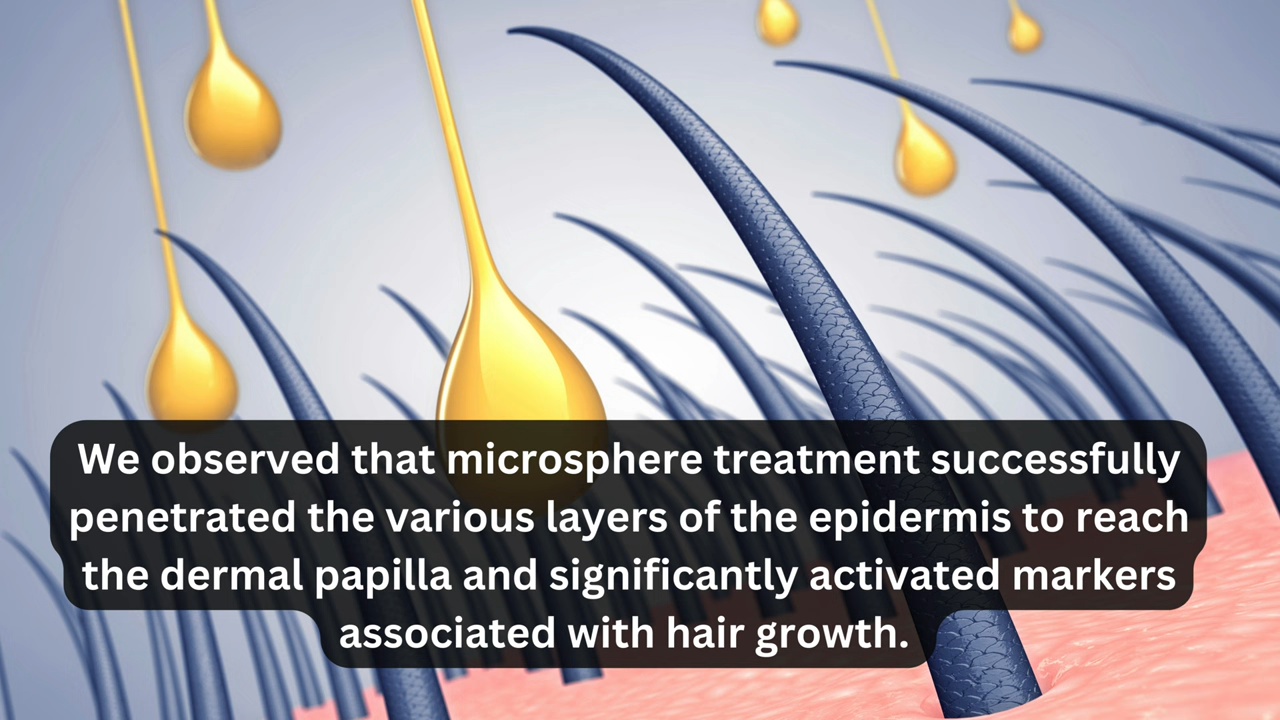 We observed that microsphere treatment successfully
penetrated the various layers of the epidermis to reach
the dermal papilla and significantly activated markers
associated with hair growth.